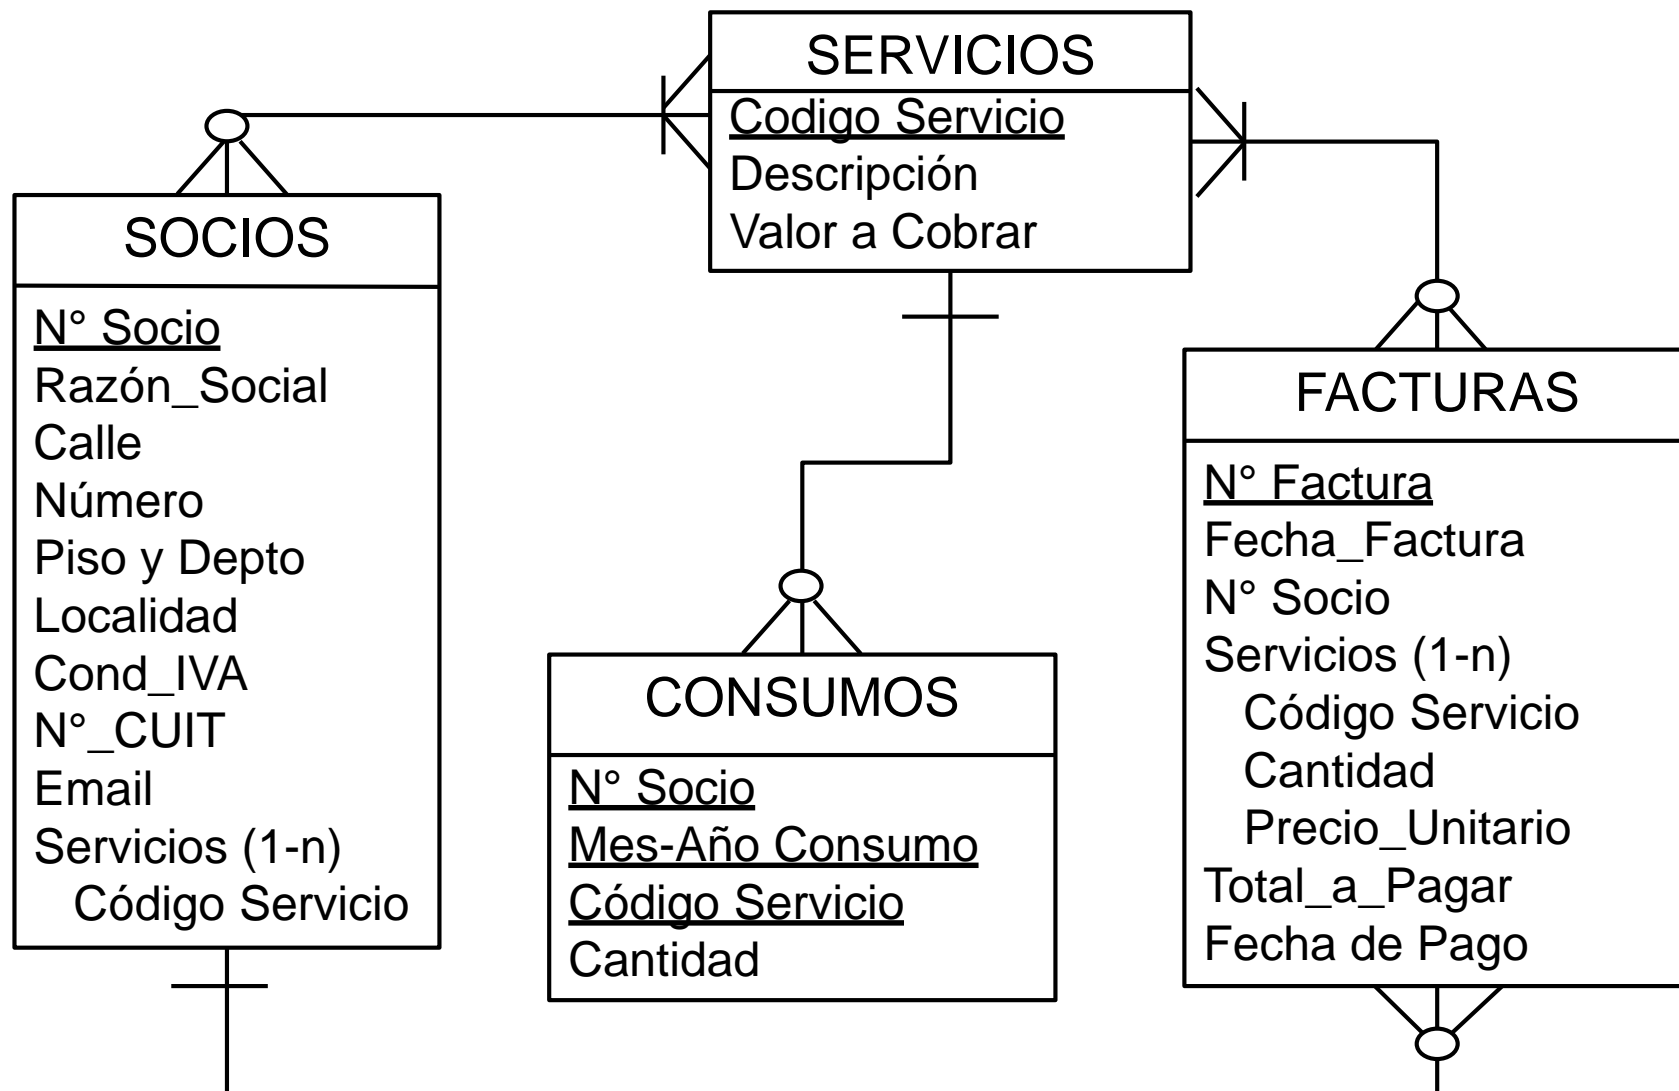 SERVICIOS
Codigo Servicio
Descripción
Valor a Cobrar
SOCIOS
N° Socio
Razón_Social
Calle
Número
Piso y Depto
Localidad
Cond_IVA
N°_CUIT
Email
Servicios (1-n)
Código Servicio
CONSUMOS
N° Socio
Mes-Año Consumo
Código Servicio
Cantidad
FACTURAS
N° Factura
Fecha_Factura
N° Socio
Servicios (1-n)
Código Servicio
Cantidad
Precio_Unitario
Total_a_Pagar
Fecha de Pago